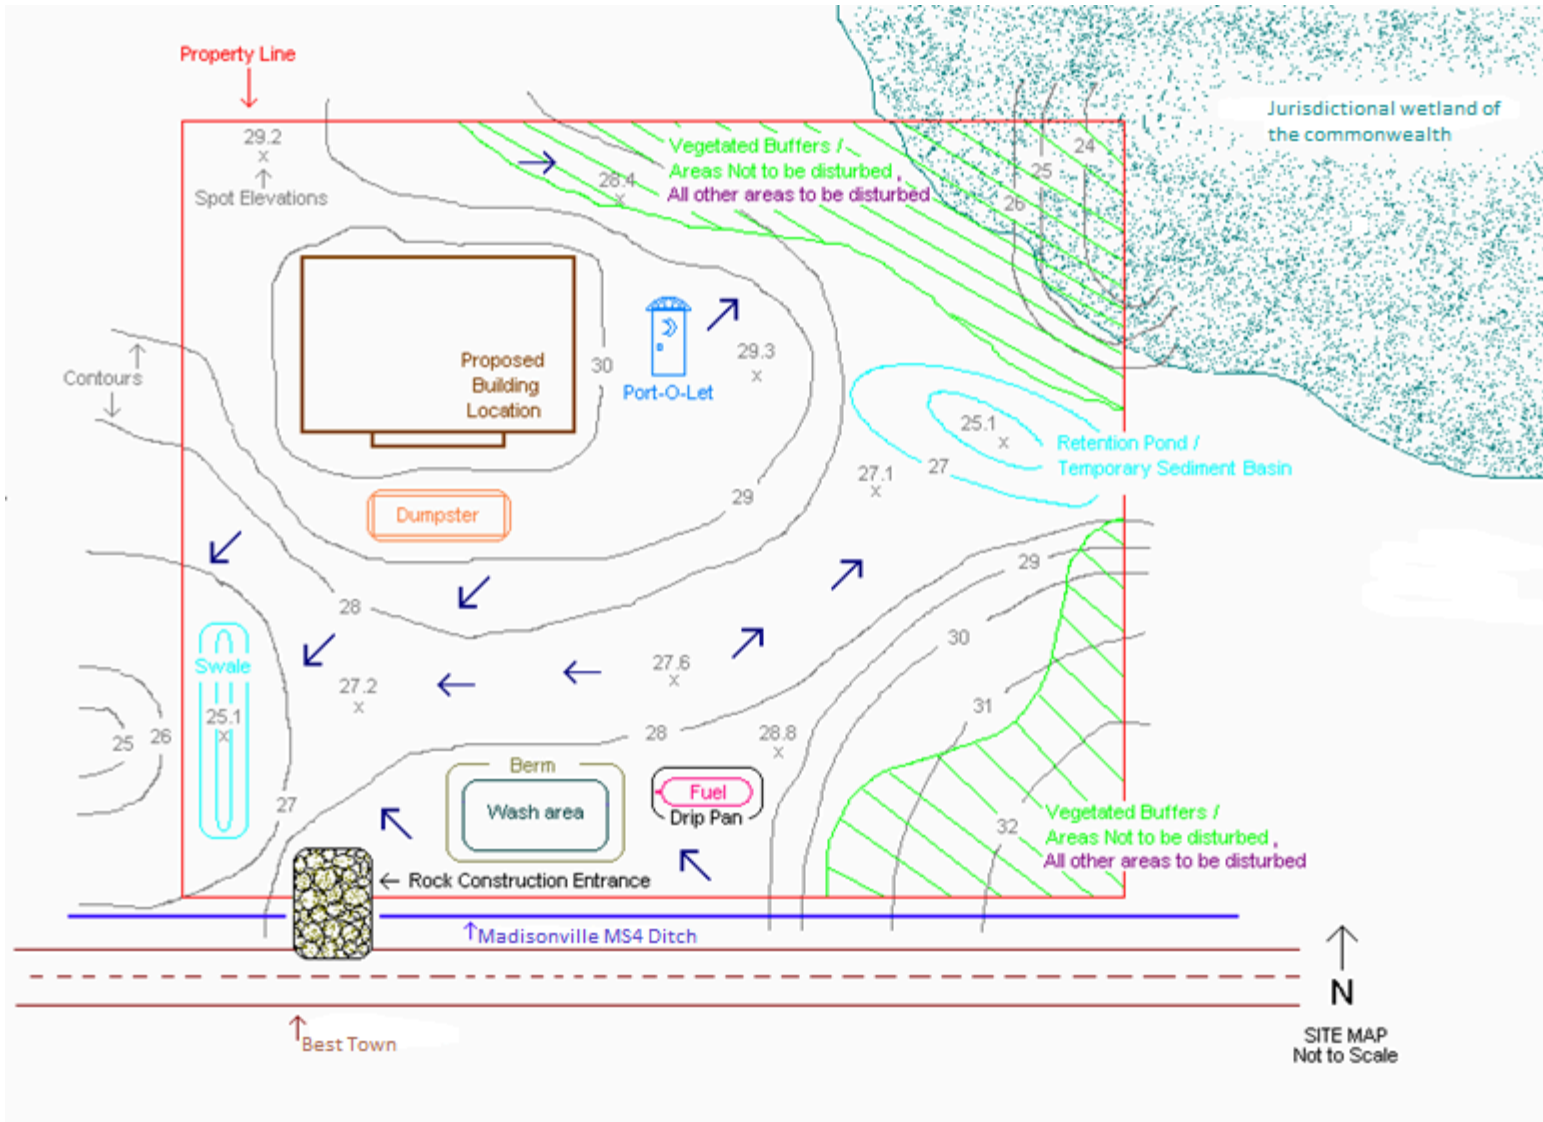 Property Line
29.2
x
Spot Elevations
Jurisdictional wetland of
the commonwealth
Vegetated Buffers /
Areas Not to be disturbed,
All other areas to be disturbed
28.4
x
24
25
26
Proposed
Building
Location
30
Port-O-Let
29.3
x
Contours
25.1
x
27
Retention Pond /
Temporary Sediment Basin
27.1
x
29
Dumpster
29
28
30
Swale
27.6
x
27.2
x
25.1
x
31
25
26
28
28.8
x
Berm
Wash area
Fuel
Drip Pan
27
32
Vegetated Buffers /
Areas Not to be disturbed,
All other areas to be disturbed
Rock Construction Entrance
Madisonville MS4 Ditch
N
SITE MAP
Not to Scale
Best Town